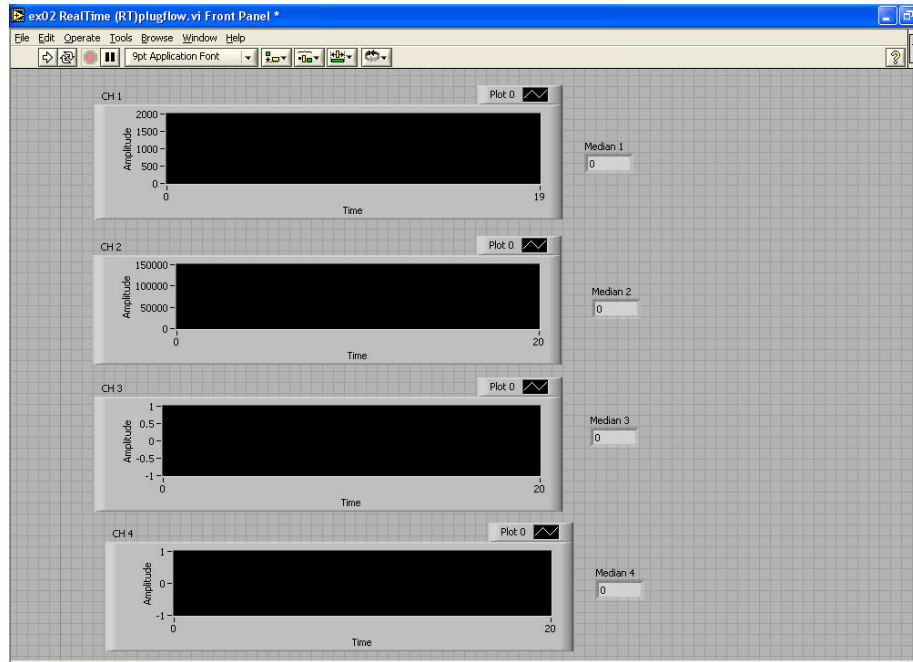 ex02 RealTime (RT)plugflow.vi Front Panel *
File Edit Operate Tools Browse Window Help
9pt Application Font
?
CH 1
Plot 0
2000
1500
1000
500
0
Amplitude
0
19
Time
Median 1
0
CH 2
Plot 0
150000
100000
50000
0
Amplitude
0
20
Time
Median 2
0
CH 3
Plot 0
1
0.5
0
-0.5
-1
Amplitude
0
20
Time
Median 3
0
CH 4
Plot 0
1
0
-1
Amplitude
0
20
Time
Median 4
0